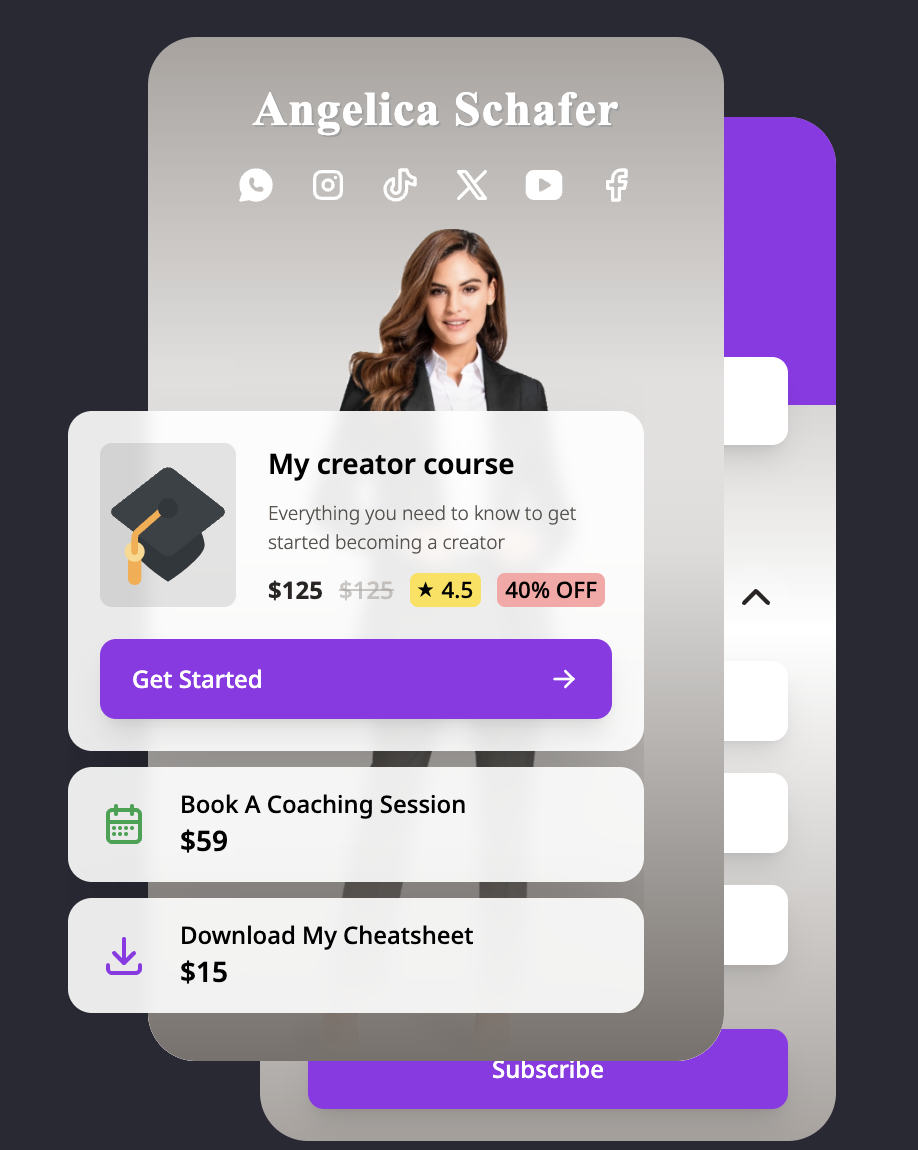 Angelica Schafer
My creator course
Everything you need to know to get
started becoming a creator
$125 $125 ★ 4.5 40% OFF
Get Started →
Book A Coaching Session
$59
Download My Cheatsheet
$15
Subscribe